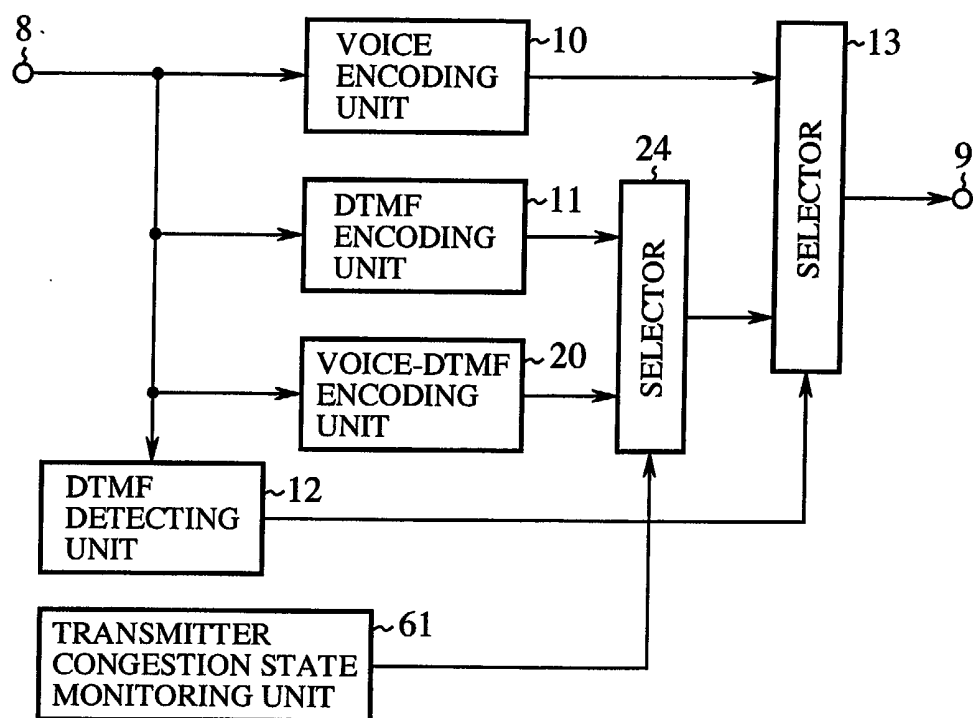 8
VOICE
ENCODING
UNIT
10
13
SELECTOR
9
24
SELECTOR
DTMF
ENCODING
UNIT
11
VOICE-DTMF
ENCODING
UNIT
20
DTMF
DETECTING
UNIT
12
TRANSMITTER
CONGESTION STATE
MONITORING UNIT
61